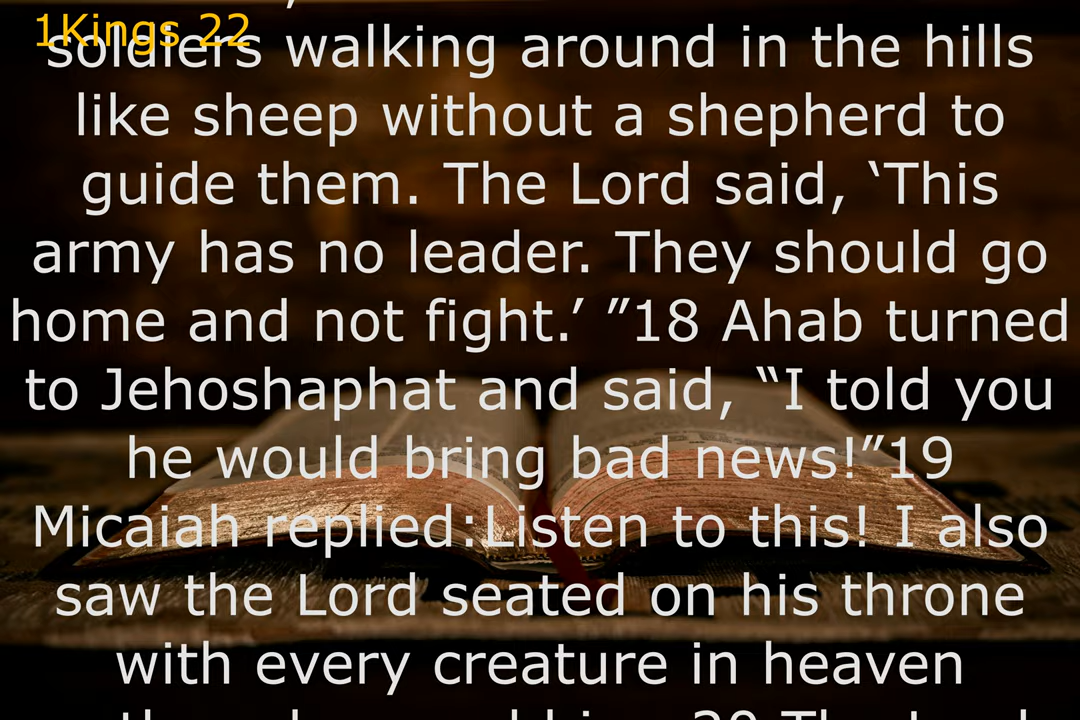 1Kings 22
soldiers walking around in the hills
like sheep without a shepherd to
guide them. The Lord said, ‘This
army has no leader. They should go
home and not fight.’ ”18 Ahab turned
to Jehoshaphat and said, “I told you
he would bring bad news!”19
Micaiah replied:Listen to this! I also
saw the Lord seated on his throne
with every creature in heaven
20 The Lord